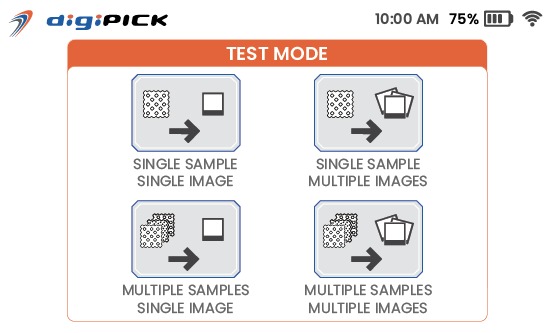 digiPICK 10:00 AM 75%
TEST MODE
SINGLE SAMPLE
SINGLE IMAGE
SINGLE SAMPLE
MULTIPLE IMAGES
MULTIPLE SAMPLES
SINGLE IMAGE
MULTIPLE SAMPLES
MULTIPLE IMAGES